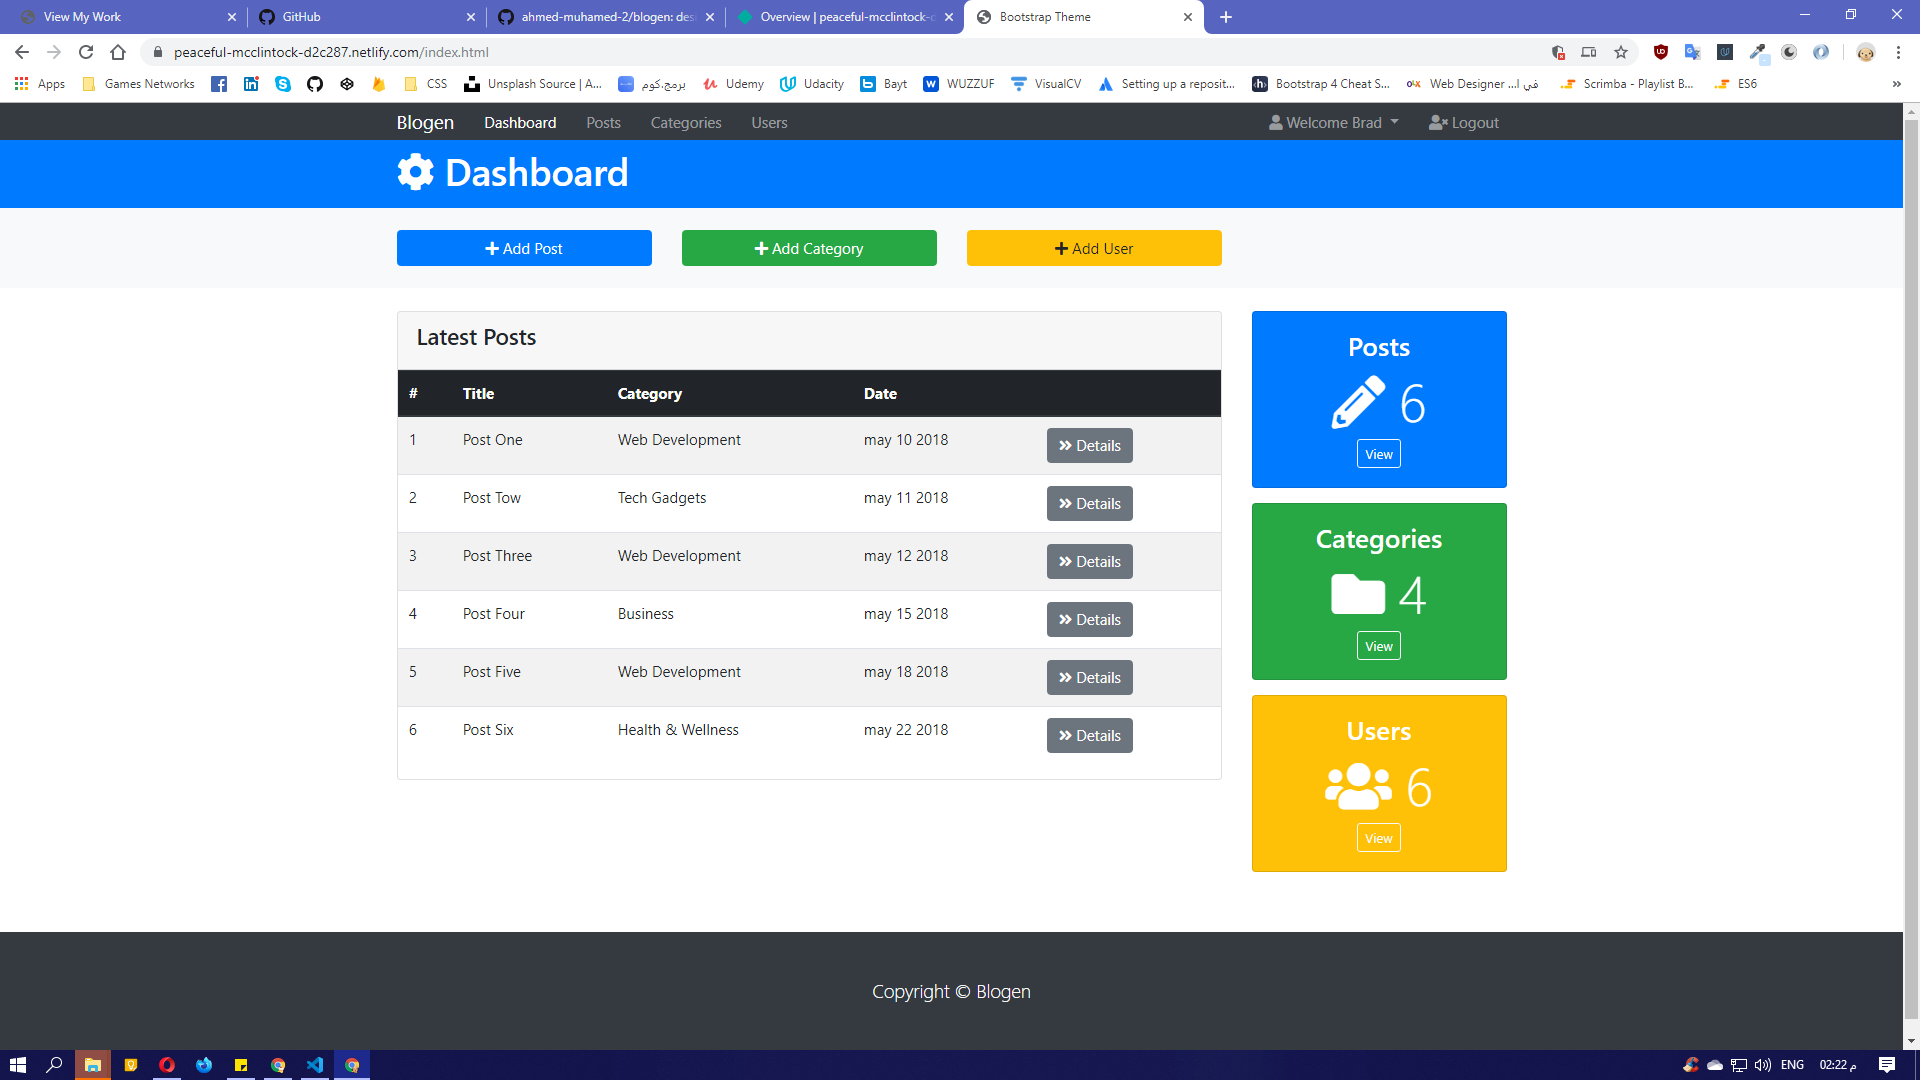 View My Work
GitHub
ahmed-muhamed-2/blogen: des
Overview | peaceful-mcclintock-d
Bootstrap Theme
peaceful-mcclintock-d2c287.netlify.com/index.html
Apps
Games Networks
CSS
Unsplash Source | A...
برمج.كوم
Udemy
Udacity
Bayt
WUZZUF
VisualCV
Setting up a reposit...
Bootstrap 4 Cheat S...
Web Designer ...في ا
Scrimba - Playlist B...
ES6
Blogen Dashboard Posts Categories Users Welcome Brad Logout
Dashboard
Add Post
Add Category
Add User
Latest Posts
# Title Category Date
1 Post One Web Development may 10 2018 Details
2 Post Tow Tech Gadgets may 11 2018 Details
3 Post Three Web Development may 12 2018 Details
4 Post Four Business may 15 2018 Details
5 Post Five Web Development may 18 2018 Details
6 Post Six Health & Wellness may 22 2018 Details
Posts
6
View
Categories
4
View
Users
6
View
Copyright © Blogen
ENG
02:22 م